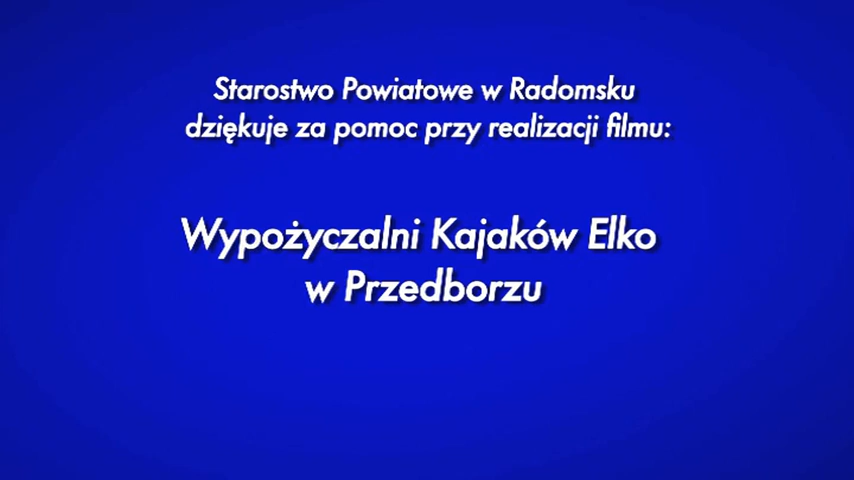 Starostwo Powiatowe w Radomsku
dziękuje za pomoc przy realizacji filmu:
Wypożyczalni Kajaków Elko
w Przedborzu